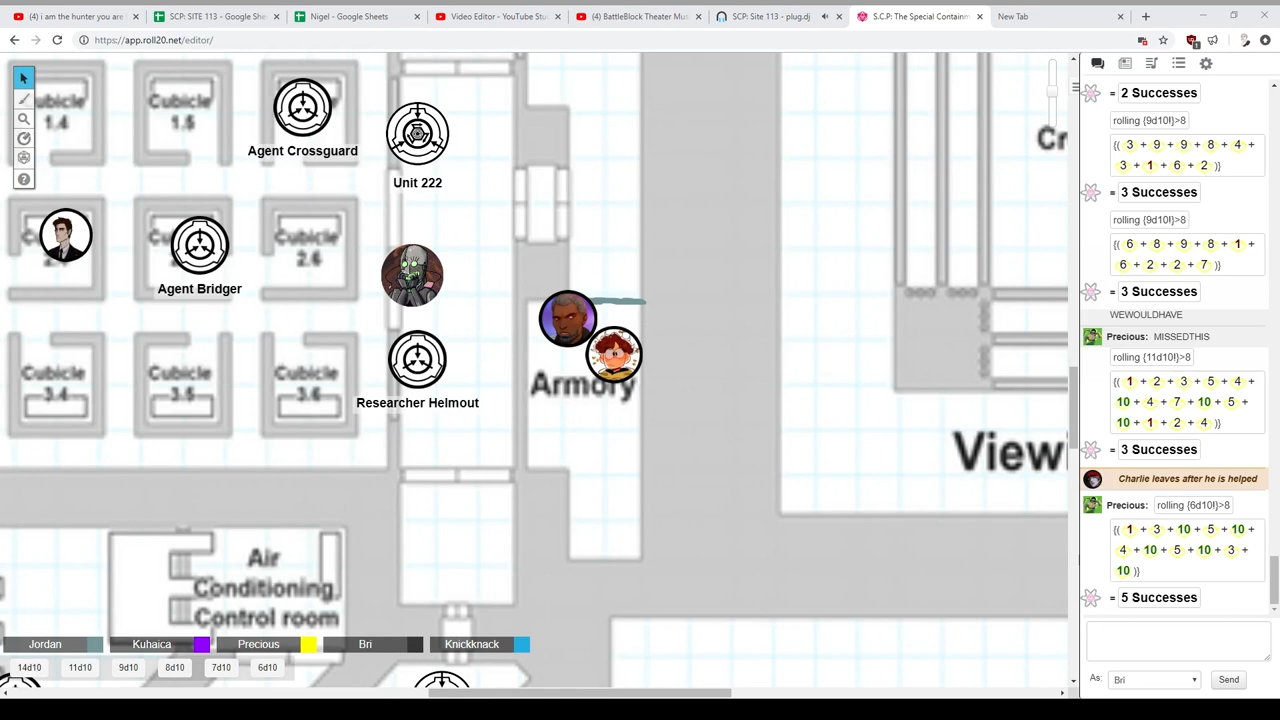 (4) i am the hunter you are
SCP: SITE 113 - Google She
Nigel - Google Sheets
Video Editor - YouTube Stu
(4) BattleBlock Theater Mus
SCP: Site 113 - plug.dj
S.C.P: The Special Containm
New Tab
https://app.roll20.net/editor/
Cubicle
1.4
Cubicle
1.5
Agent Crossguard
Unit 222
Agent Bridger
Cubicle
2.6
Cubicle
3.4
Cubicle
3.5
Cubicle
3.6
Researcher Helmout
Armory
Air
Conditioning
Control room
Jordan
Kuhaica
Precious
Bri
Knickknack
14d10
11d10
9d10
8d10
7d10
6d10
= 2 Successes
rolling {9d10!}>8
{( 3 + 9 + 9 + 8 + 4 +
3 + 1 + 6 + 2 )}
= 3 Successes
rolling {9d10!}>8
{( 6 + 8 + 9 + 8 + 1 +
6 + 2 + 2 + 7 )}
= 3 Successes
WEWOULDHAVE
Precious: MISSEDTHIS
rolling {11d10!}>8
{( 1 + 2 + 3 + 5 + 4 +
10 + 4 + 7 + 10 + 5 +
10 + 1 + 2 + 4 )}
= 3 Successes
Charlie leaves after he is helped
Precious: rolling {6d10!}>8
{( 1 + 3 + 10 + 5 + 10 +
4 + 10 + 5 + 10 + 3 +
10 )}
= 5 Successes
As: Bri
Send